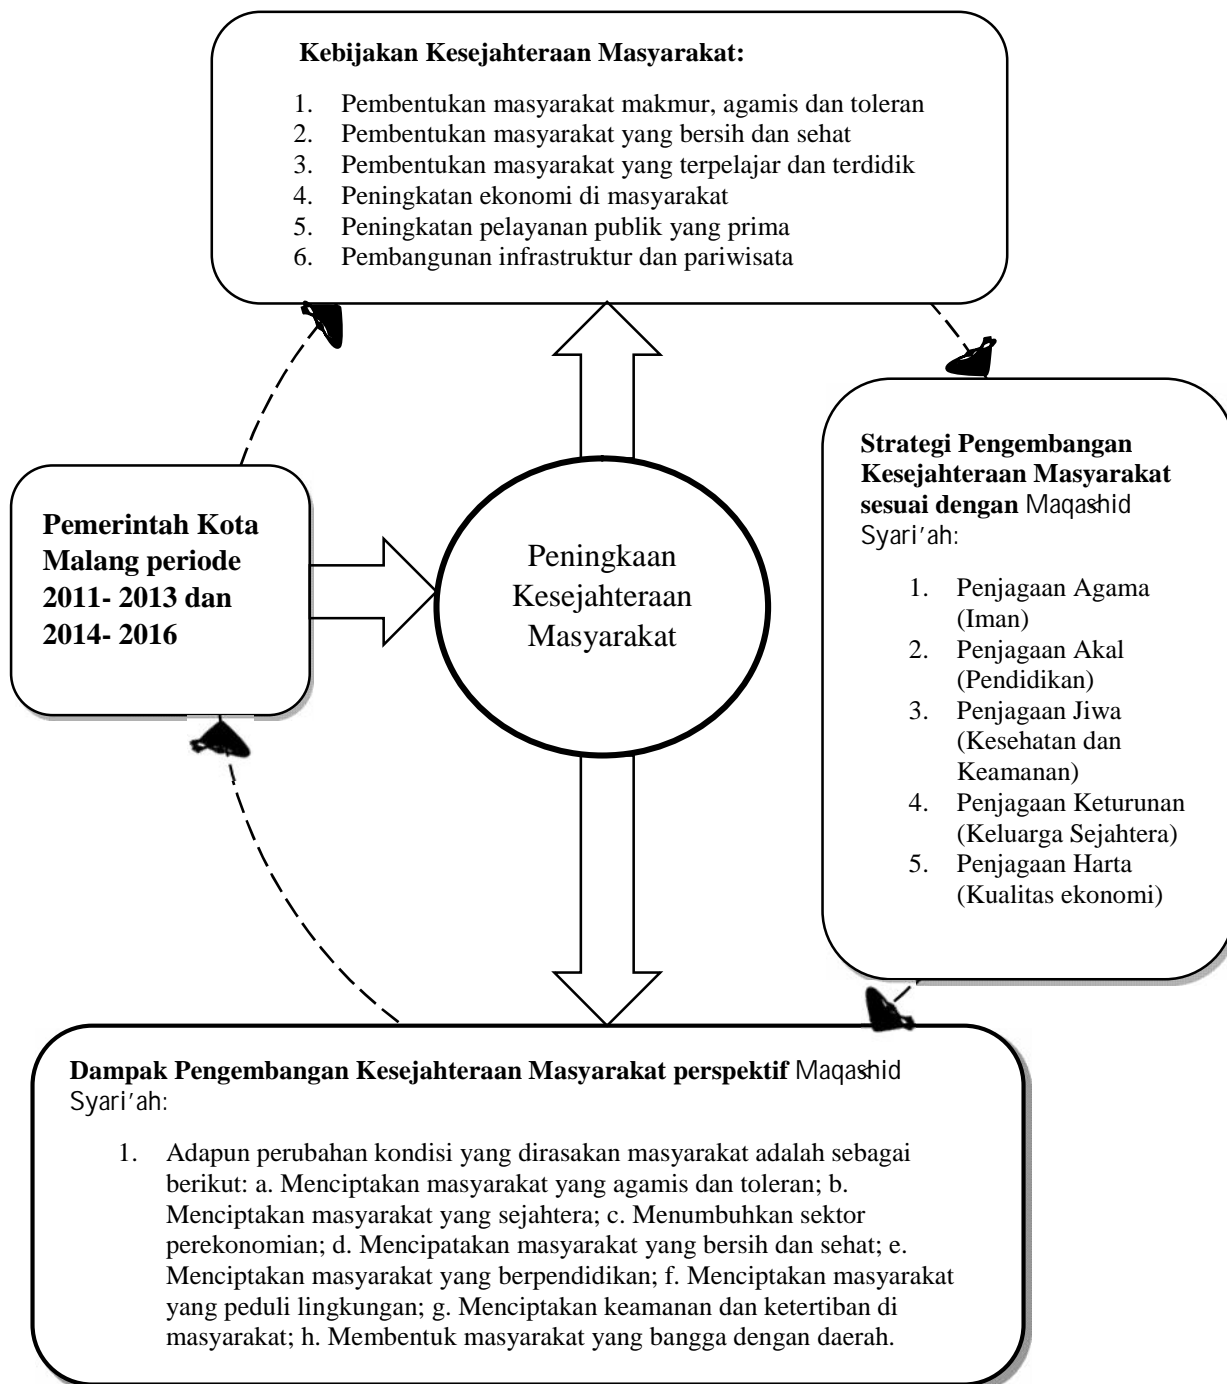 Kebijakan Kesejahteraan Masyarakat:
1. Pembentukan masyarakat makmur, agamis dan toleran
2. Pembentukan masyarakat yang bersih dan sehat
3. Pembentukan masyarakat yang terpelajar dan terdidik
4. Peningkatan ekonomi di masyarakat
5. Peningkatan pelayanan publik yang prima
6. Pembangunan infrastruktur dan pariwisata
Pemerintah Kota
Malang periode
2011- 2013 dan
2014- 2016
Peningkaan
Kesejahteraan
Masyarakat
Strategi Pengembangan
Kesejahteraan Masyarakat
sesuai dengan Maqashid
Syari'ah:
1. Penjagaan Agama
(Iman)
2. Penjagaan Akal
(Pendidikan)
3. Penjagaan Jiwa
(Kesehatan dan
Keamanan)
4. Penjagaan Keturunan
(Keluarga Sejahtera)
5. Penjagaan Harta
(Kualitas ekonomi)
Dampak Pengembangan Kesejahteraan Masyarakat perspektif Maqashid
Syari'ah:
1. Adapun perubahan kondisi yang dirasakan masyarakat adalah sebagai
berikut: a. Menciptakan masyarakat yang agamis dan toleran; b.
Menciptakan masyarakat yang sejahtera; c. Menumbuhkan sektor
perekonomian; d. Mencipatakan masyarakat yang bersih dan sehat; e.
Menciptakan masyarakat yang berpendidikan; f. Menciptakan masyarakat
yang peduli lingkungan; g. Menciptakan keamanan dan ketertiban di
masyarakat; h. Membentuk masyarakat yang bangga dengan daerah.